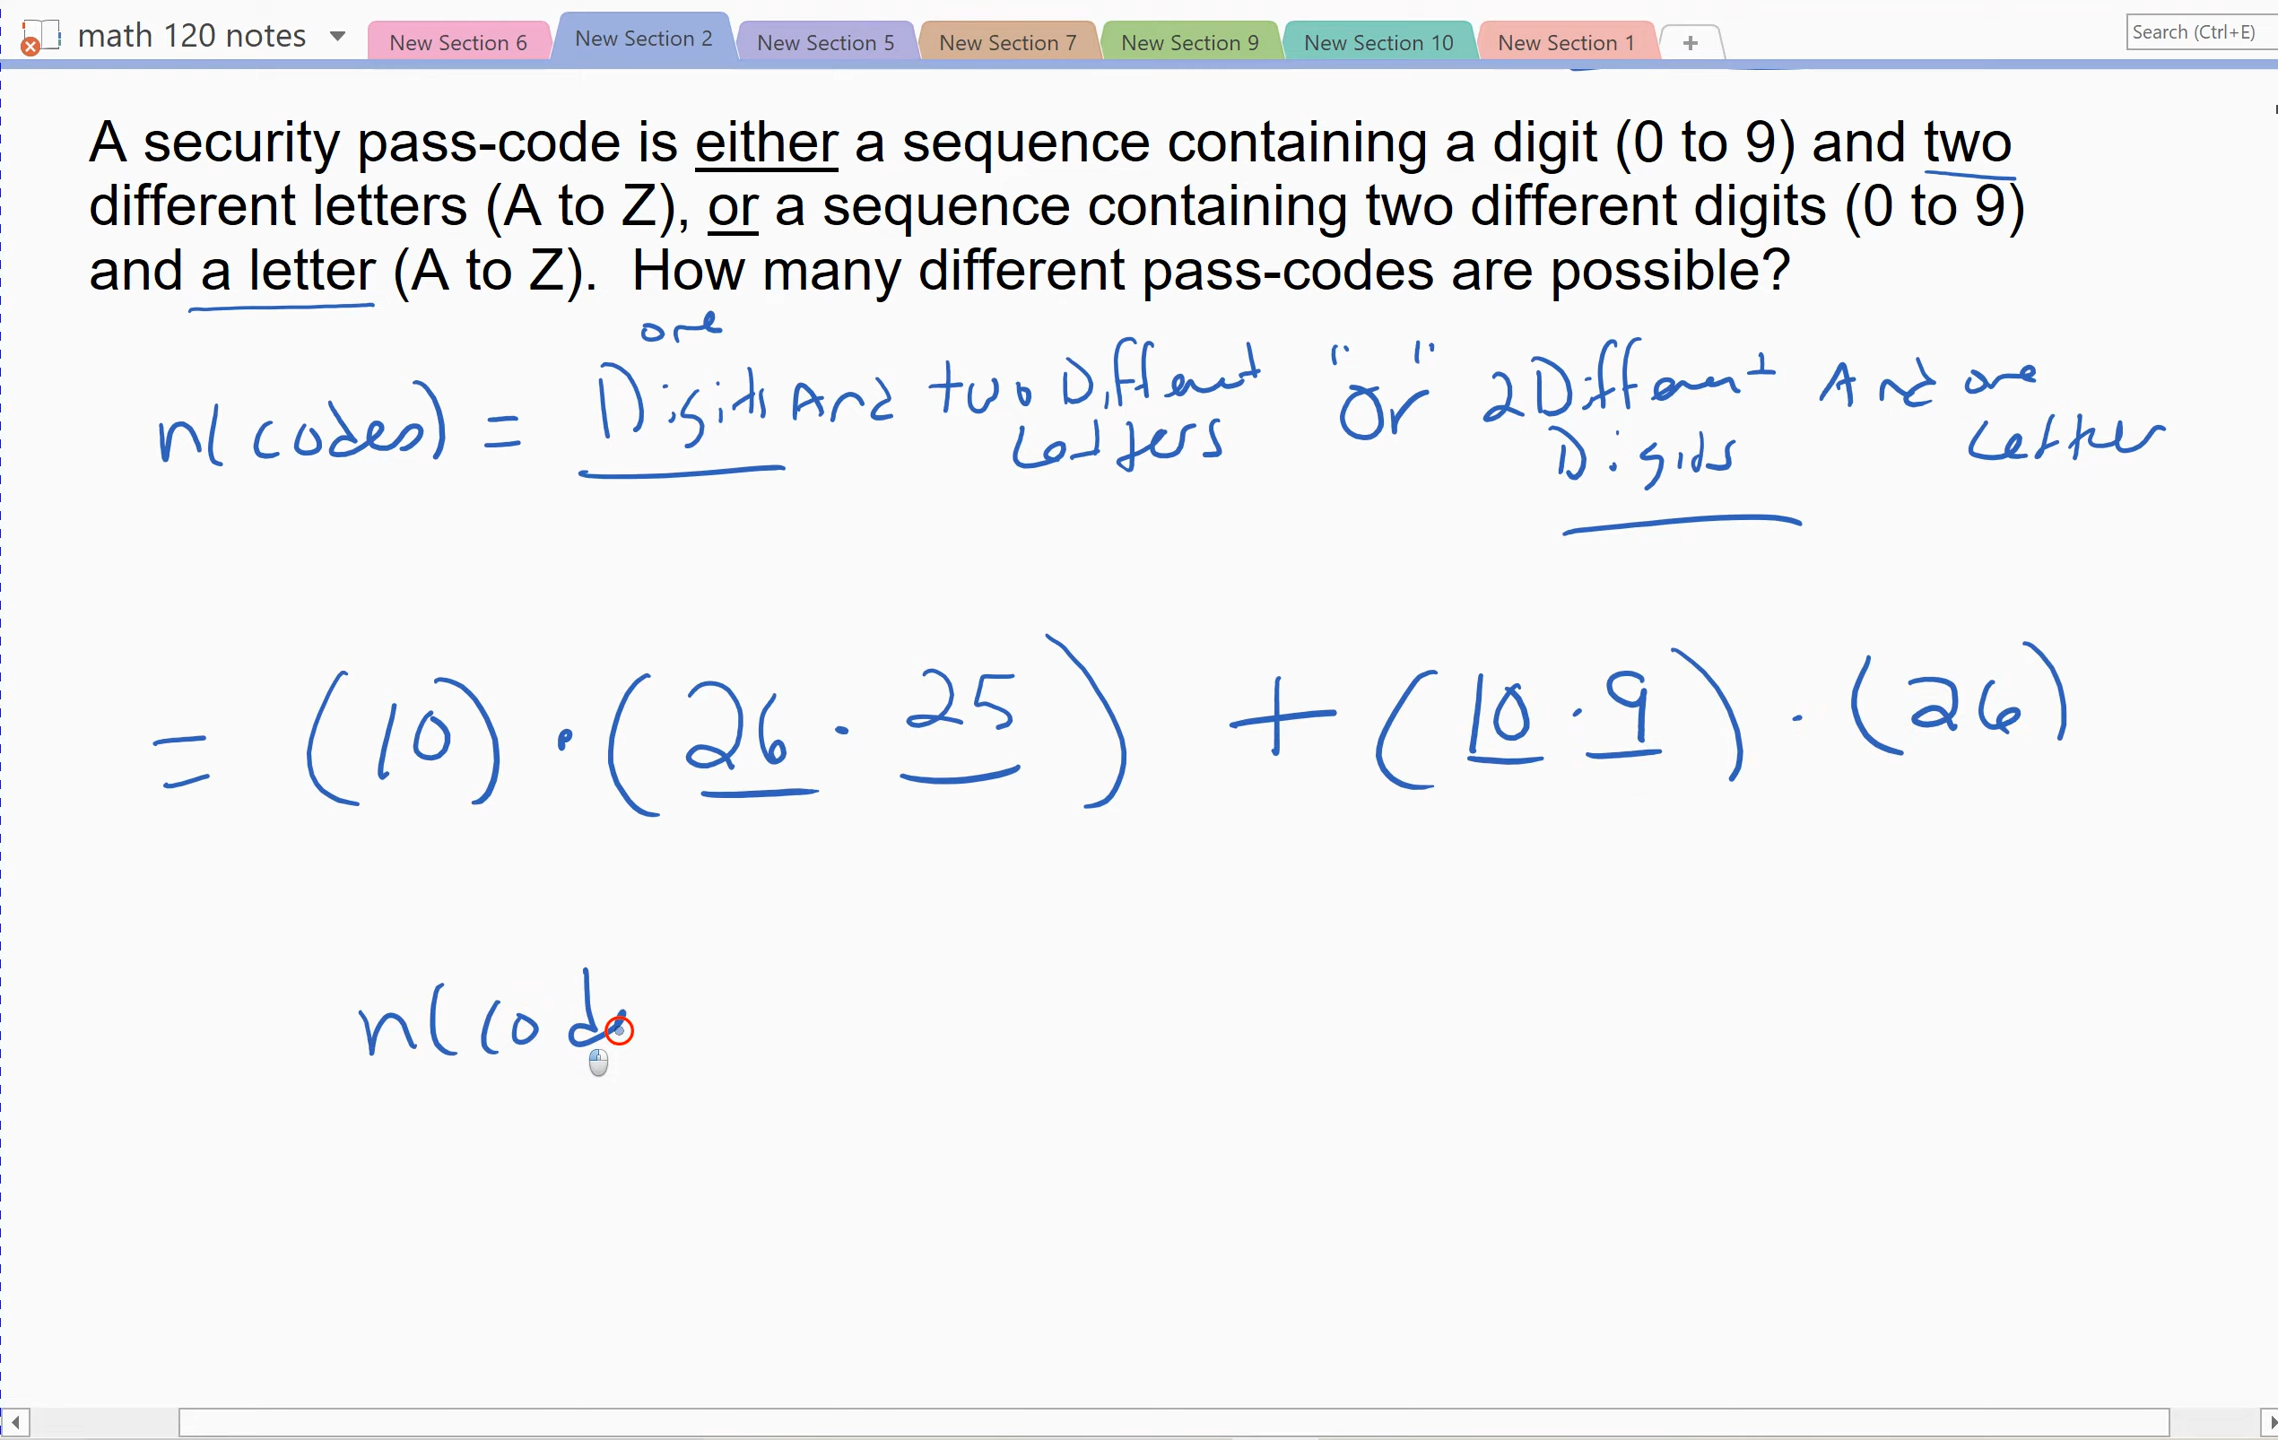 math 120 notes New Section 6 New Section 2 New Section 5 New Section 7 New Section 9 New Section 10 New Section 1 + Search (Ctrl+E)
A security pass-code is either a sequence containing a digit (0 to 9) and two
different letters (A to Z), or a sequence containing two different digits (0 to 9)
and a letter (A to Z). How many different pass-codes are possible?
one
n(codes) = Digits And two Different "or" 2 Different And one
Letters Digits Letter
= (10) · (26 · 25) + (10 · 9) · (26)
n(cod